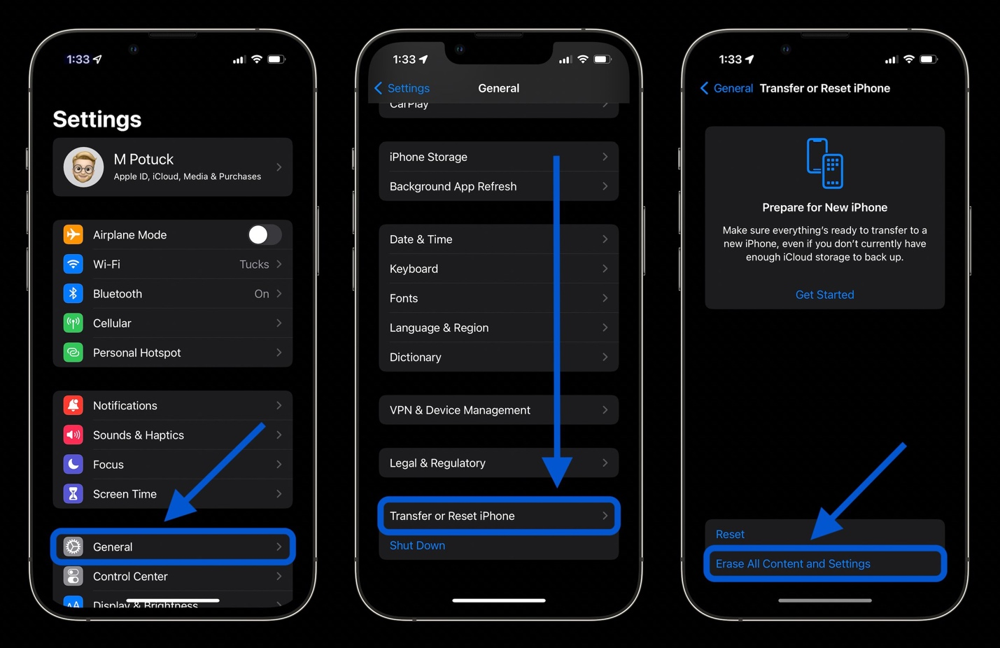 1:33
Settings
M Potuck
Apple ID, iCloud, Media & Purchases
Airplane Mode
Wi-Fi Tucks
Bluetooth On
Cellular
Personal Hotspot
Notifications
Sounds & Haptics
Focus
Screen Time
General
Control Center
AA Display & Brightness
1:33
Settings General
CarPlay
iPhone Storage
Background App Refresh
Date & Time
Keyboard
Fonts
Language & Region
Dictionary
VPN & Device Management
Legal & Regulatory
Transfer or Reset iPhone
Shut Down
1:33
General Transfer or Reset iPhone
Prepare for New iPhone
Make sure everything’s ready to transfer to a
new iPhone, even if you don’t currently have
enough iCloud storage to back up.
Get Started
Reset
Erase All Content and Settings